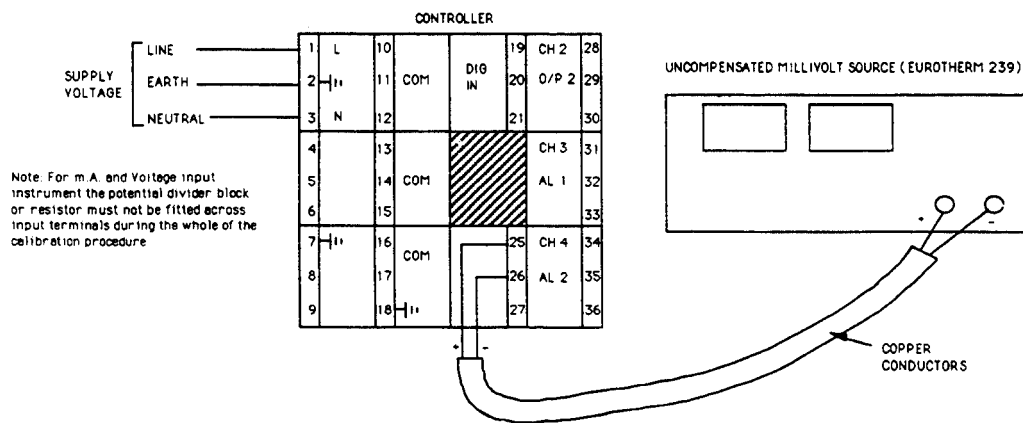 CONTROLLER
SUPPLY VOLTAGE
LINE
EARTH
NEUTRAL
1 L 10 19 CH 2 28
2 11 COM DIG IN 20 O/P 2 29
3 N 12 21 30
4 13 CH 3 31
5 14 COM AL 1 32
6 15 33
7 16 COM 25 CH 4 34
8 17 26 AL 2 35
9 18 27 36
+ -
Note: For m.A. and Voltage input
instrument the potential divider block
or resistor must not be fitted across
input terminals during the whole of the
calibration procedure
UNCOMPENSATED MILLIVOLT SOURCE (EUROTHERM 239)
+ -
COPPER
CONDUCTORS